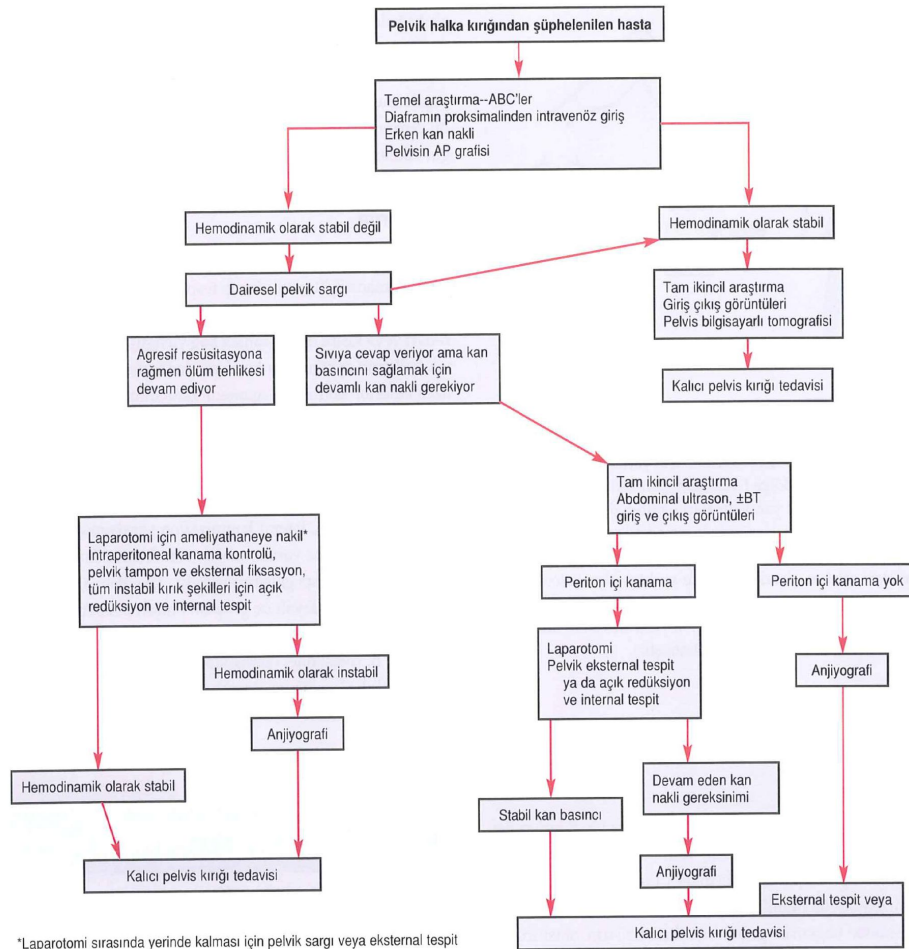 Pelvik halka kırığından şüphelenilen hasta
Temel araştırma--ABC'ler
Diaframın proksimalinden intravenöz giriş
Erken kan nakli
Pelvisin AP grafisi
Hemodinamik olarak stabil değil
Hemodinamik olarak stabil
Dairesel pelvik sargı
Tam ikincil araştırma
Giriş çıkış görüntüleri
Pelvis bilgisayarlı tomografisi
Agresif resüsitasyona
rağmen ölüm tehlikesi
devam ediyor
Sıvıya cevap veriyor ama kan
basıncını sağlamak için
devamlı kan nakli gerekiyor
Kalıcı pelvis kırığı tedavisi
Tam ikincil araştırma
Abdominal ultrason, ±BT
giriş ve çıkış görüntüleri
Laparotomi için ameliyathaneye nakil*
İntraperitoneal kanama kontrolü,
pelvik tampon ve eksternal fiksasyon,
tüm instabil kırık şekilleri için açık
redüksiyon ve internal tespit
Periton içi kanama
Periton içi kanama yok
Laparotomi
Pelvik eksternal tespit
ya da açık redüksiyon
ve internal tespit
Hemodinamik olarak instabil
Anjiyografi
Anjiyografi
Hemodinamik olarak stabil
Devam eden kan
nakli gereksinimi
Stabil kan basıncı
Kalıcı pelvis kırığı tedavisi
Anjiyografi
Eksternal tespit veya
Kalıcı pelvis kırığı tedavisi
*Laparotomi sırasında yerinde kalması için pelvik sargı veya eksternal tespit